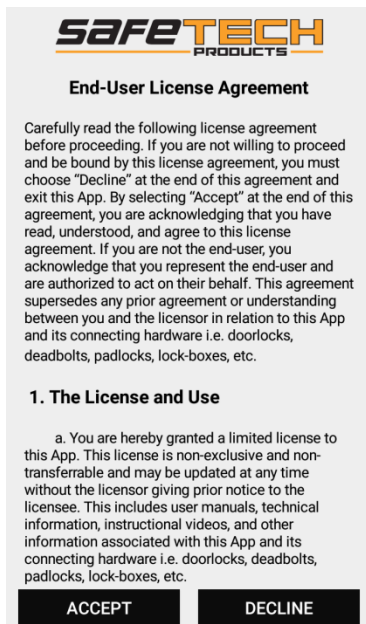 SAFETECH
PRODUCTS
End-User License Agreement
Carefully read the following license agreement
before proceeding. If you are not willing to proceed
and be bound by this license agreement, you must
choose “Decline” at the end of this agreement and
exit this App. By selecting “Accept” at the end of this
agreement, you are acknowledging that you have
read, understood, and agree to this license
agreement. If you are not the end-user, you
acknowledge that you represent the end-user and
are authorized to act on their behalf. This agreement
supersedes any prior agreement or understanding
between you and the licensor in relation to this App
and its connecting hardware i.e. doorlocks,
deadbolts, padlocks, lock-boxes, etc.
1. The License and Use
a. You are hereby granted a limited license to
this App. This license is non-exclusive and non-
transferrable and may be updated at any time
without the licensor giving prior notice to the
licensee. This includes user manuals, technical
information, instructional videos, and other
information associated with this App and its
connecting hardware i.e. doorlocks, deadbolts,
padlocks, lock-boxes, etc.
ACCEPT DECLINE